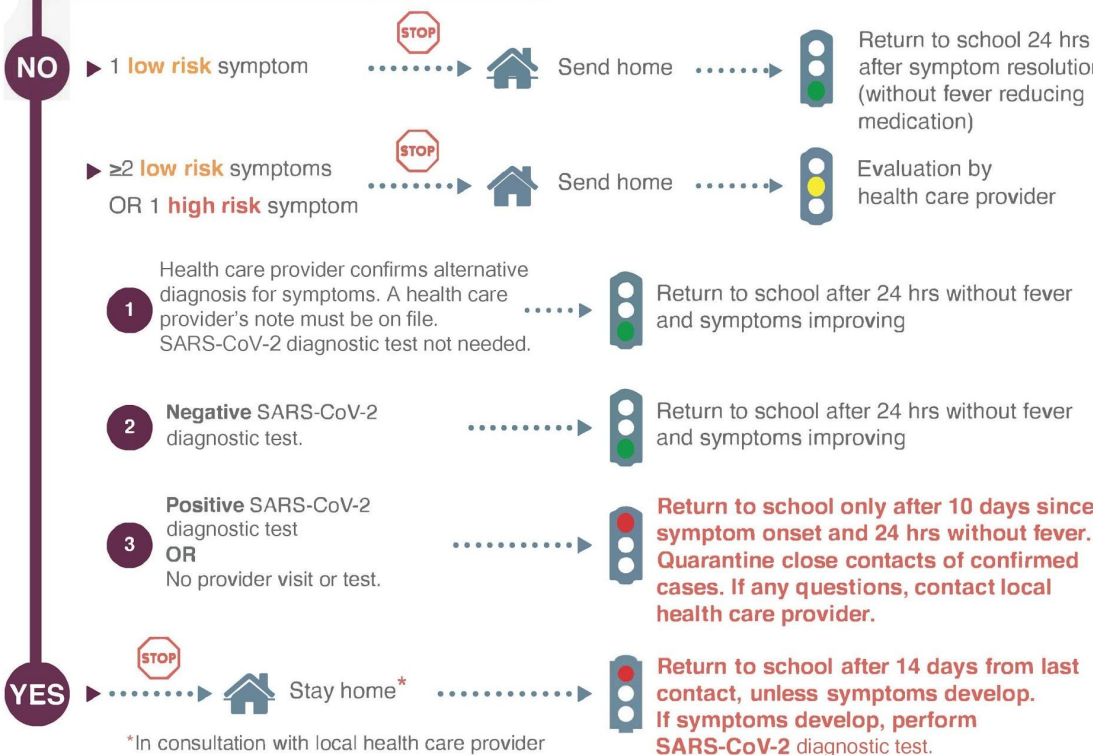 NO
1 low risk symptom
STOP
Send home
Return to school 24 hrs
after symptom resolution
(without fever reducing
medication)
≥2 low risk symptoms
OR 1 high risk symptom
STOP
Send home
Evaluation by
health care provider
1
Health care provider confirms alternative
diagnosis for symptoms. A health care
provider's note must be on file.
SARS-CoV-2 diagnostic test not needed.
Return to school after 24 hrs without fever
and symptoms improving
2
Negative SARS-CoV-2
diagnostic test.
Return to school after 24 hrs without fever
and symptoms improving
3
Positive SARS-CoV-2
diagnostic test
OR
No provider visit or test.
Return to school only after 10 days since
symptom onset and 24 hrs without fever.
Quarantine close contacts of confirmed
cases. If any questions, contact local
health care provider.
YES
STOP
Stay home*
Return to school after 14 days from last
contact, unless symptoms develop.
If symptoms develop, perform
SARS-CoV-2 diagnostic test.
*In consultation with local health care provider